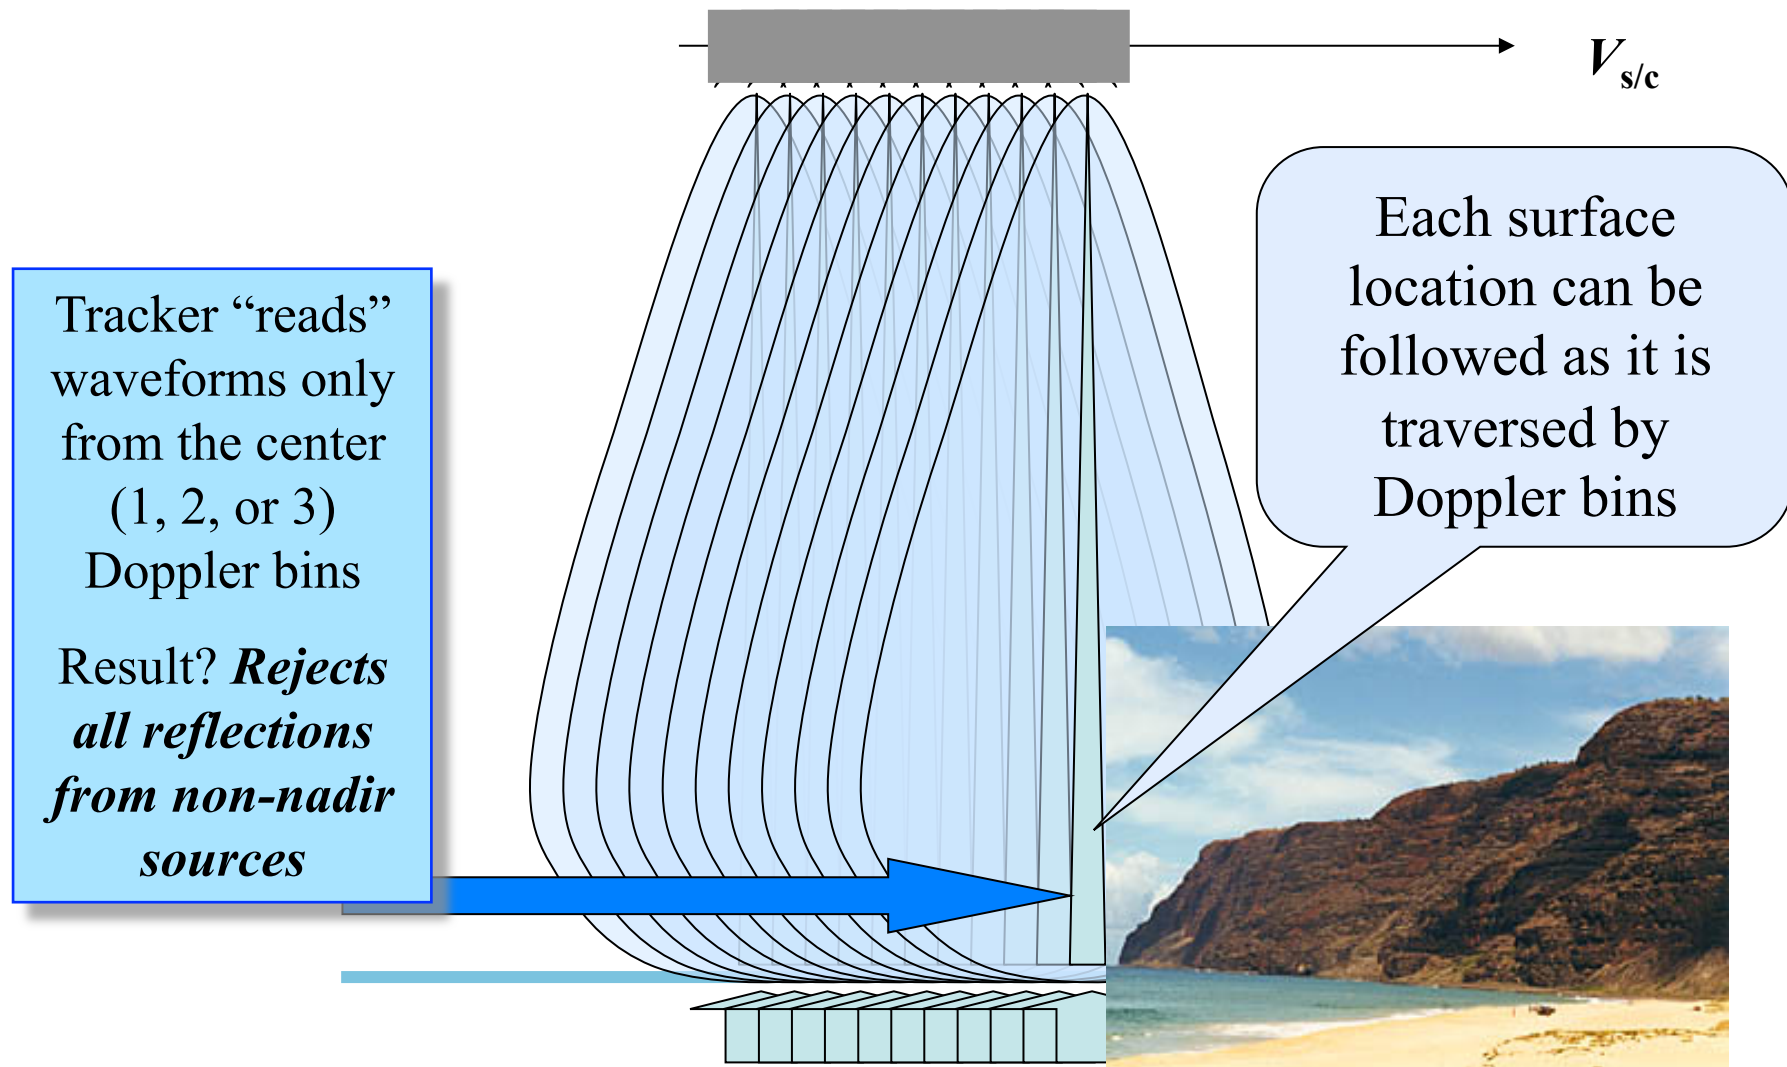 V s/c
Each surface
location can be
followed as it is
traversed by
Doppler bins
Tracker “reads”
waveforms only
from the center
(1, 2, or 3)
Doppler bins
Result? Rejects
all reflections
from non-nadir
sources